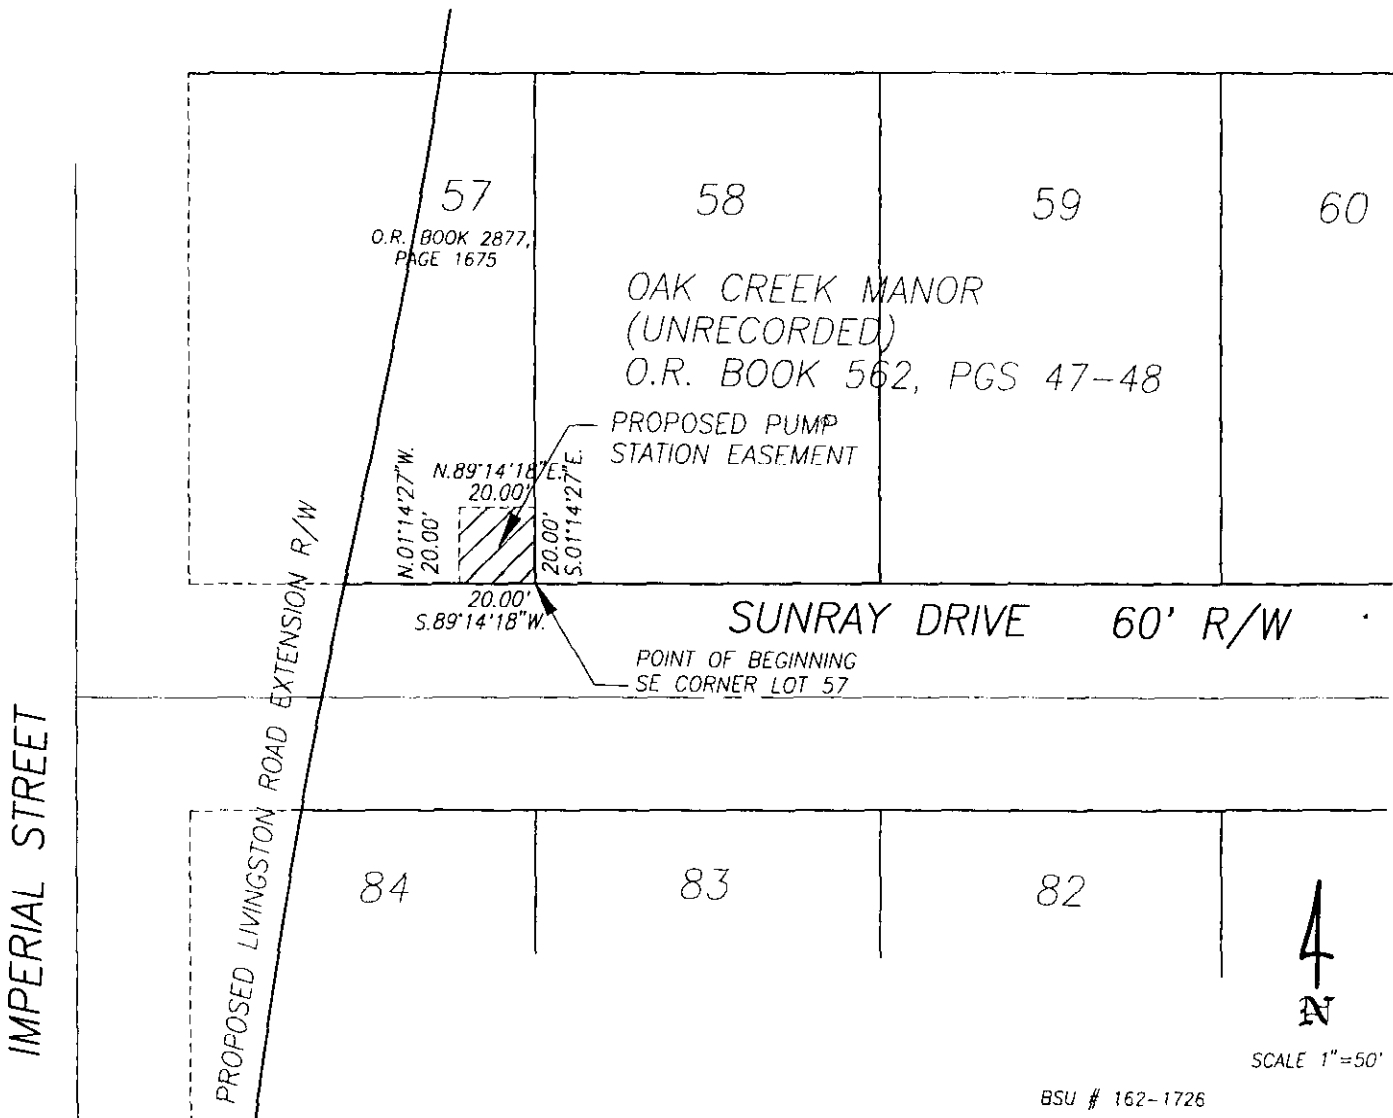 57
58
59
60
O.R. BOOK 2877,
PAGE 1675
OAK CREEK MANOR
(UNRECORDED)
O.R. BOOK 562, PGS 47-48
PROPOSED PUMP
STATION EASEMENT
N.89°14'18"E.
20.00'
N.01°14'27"W.
20.00'
20.00'
S.01°14'27"E.
20.00'
S.89°14'18"W.
SUNRAY DRIVE 60' R/W
POINT OF BEGINNING
SE CORNER LOT 57
PROPOSED LIVINGSTON ROAD EXTENSION R/W
IMPERIAL STREET
84
83
82
N
SCALE 1"=50'
BSU # 162-1726